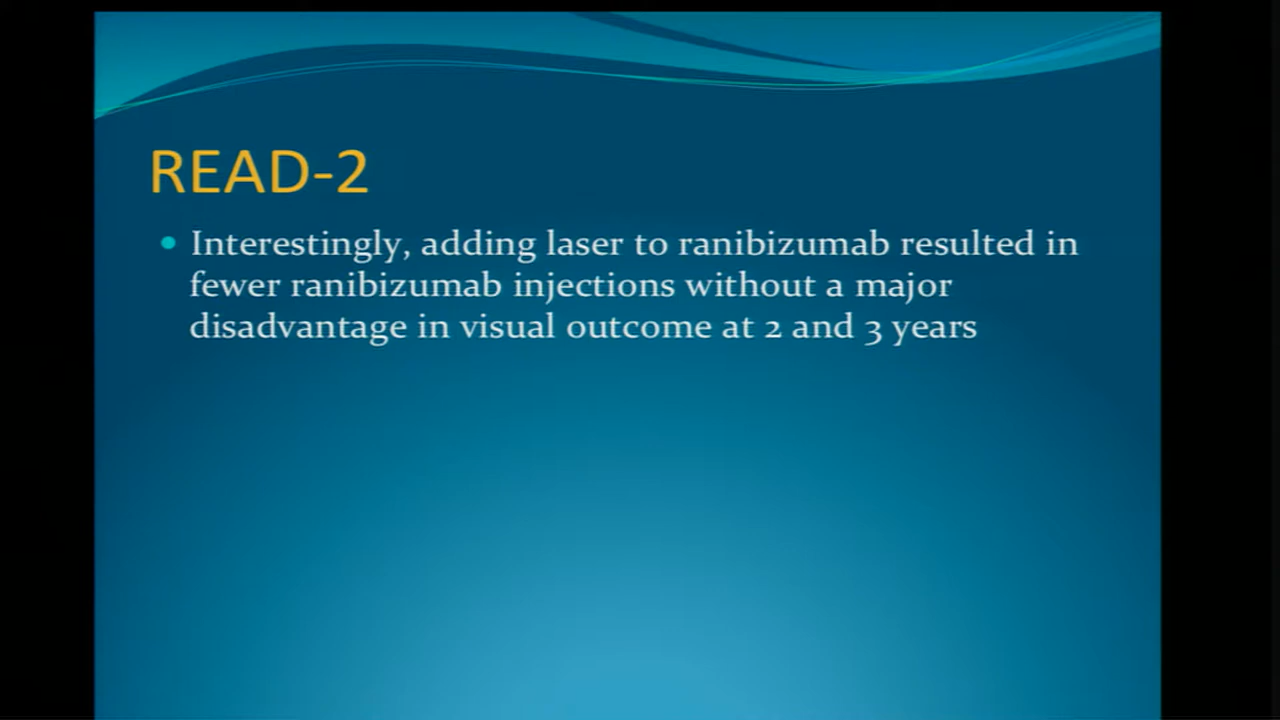 READ-2
• Interestingly, adding laser to ranibizumab resulted in
fewer ranibizumab injections without a major
disadvantage in visual outcome at 2 and 3 years